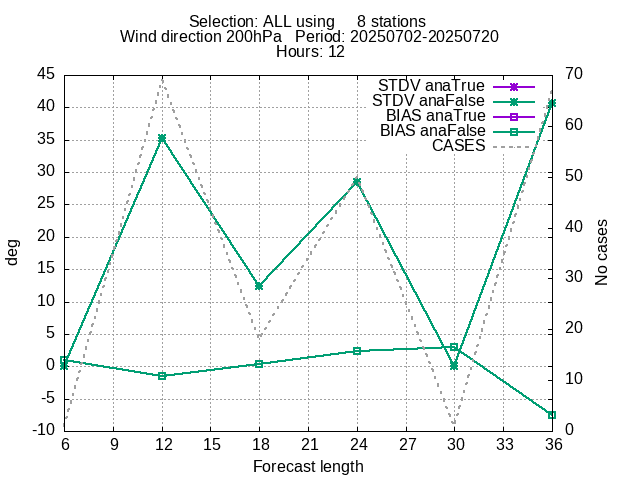 Selection: ALL using     8 stations
Wind direction 200hPa   Period: 20250702-20250720
Hours: 12
STDV anaTrue
STDV anaFalse
BIAS anaTrue
BIAS anaFalse
CASES
45
40
35
30
25
20
15
10
5
0
-5
-10
deg
70
60
50
40
30
20
10
0
No cases
6 9 12 15 18 21 24 27 30 33 36
Forecast length